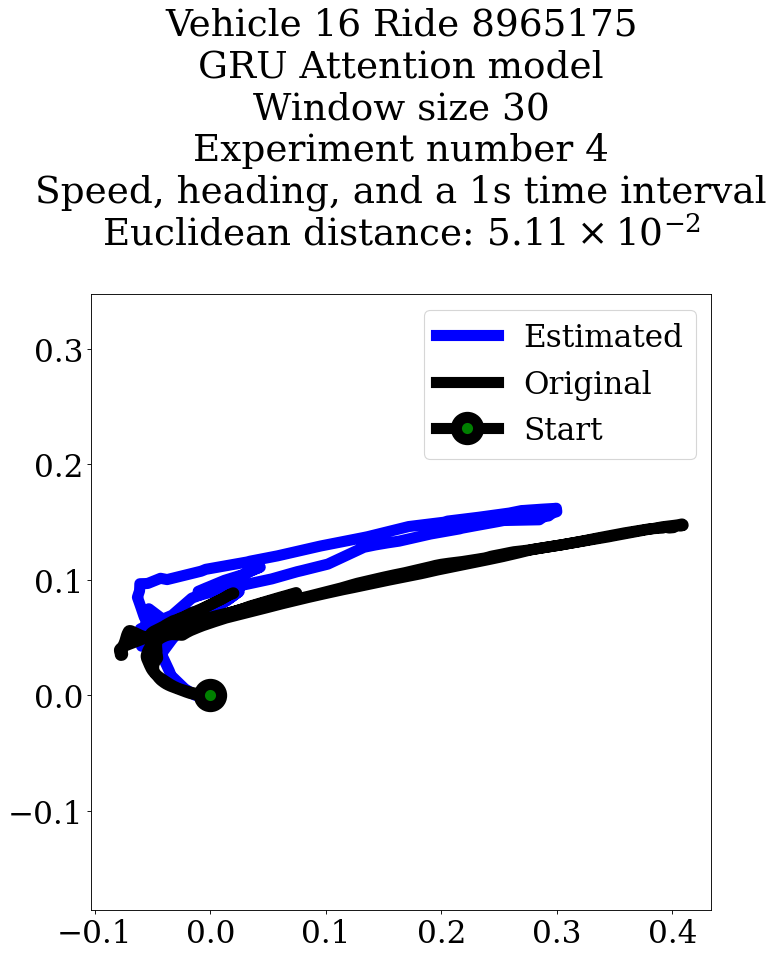 Vehicle 16 Ride 8965175
GRU Attention model
Window size 30
Experiment number 4
Speed, heading, and a 1s time interval
Euclidean distance: 5.11 × 10⁻²
Estimated
Original
Start
0.3
0.2
0.1
0.0
−0.1
−0.1 0.0 0.1 0.2 0.3 0.4